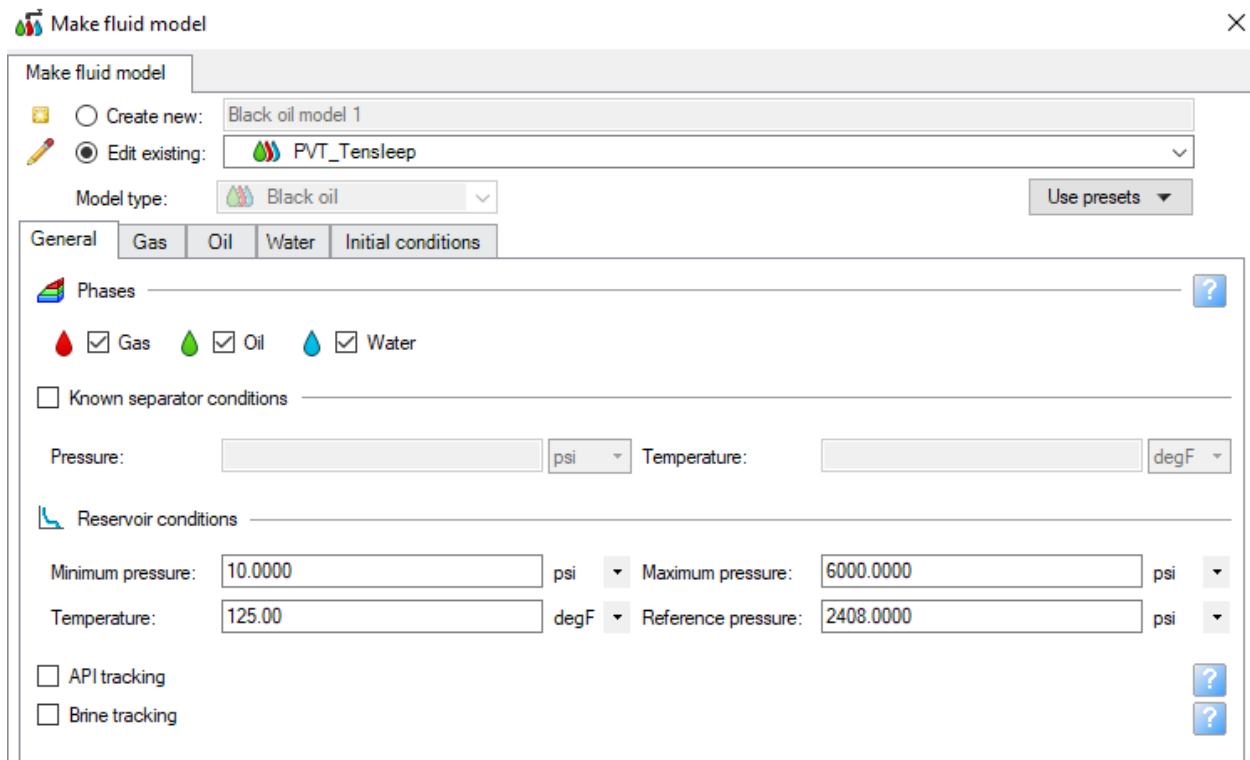 Make fluid model
Make fluid model
Create new: Black oil model 1
Edit existing: PVT_Tensleep
Model type: Black oil Use presets
General Gas Oil Water Initial conditions
Phases ?
Gas Oil Water
Known separator conditions
Pressure: psi Temperature: degF
Reservoir conditions
Minimum pressure: 10.0000 psi Maximum pressure: 6000.0000 psi
Temperature: 125.00 degF Reference pressure: 2408.0000 psi
API tracking ?
Brine tracking ?